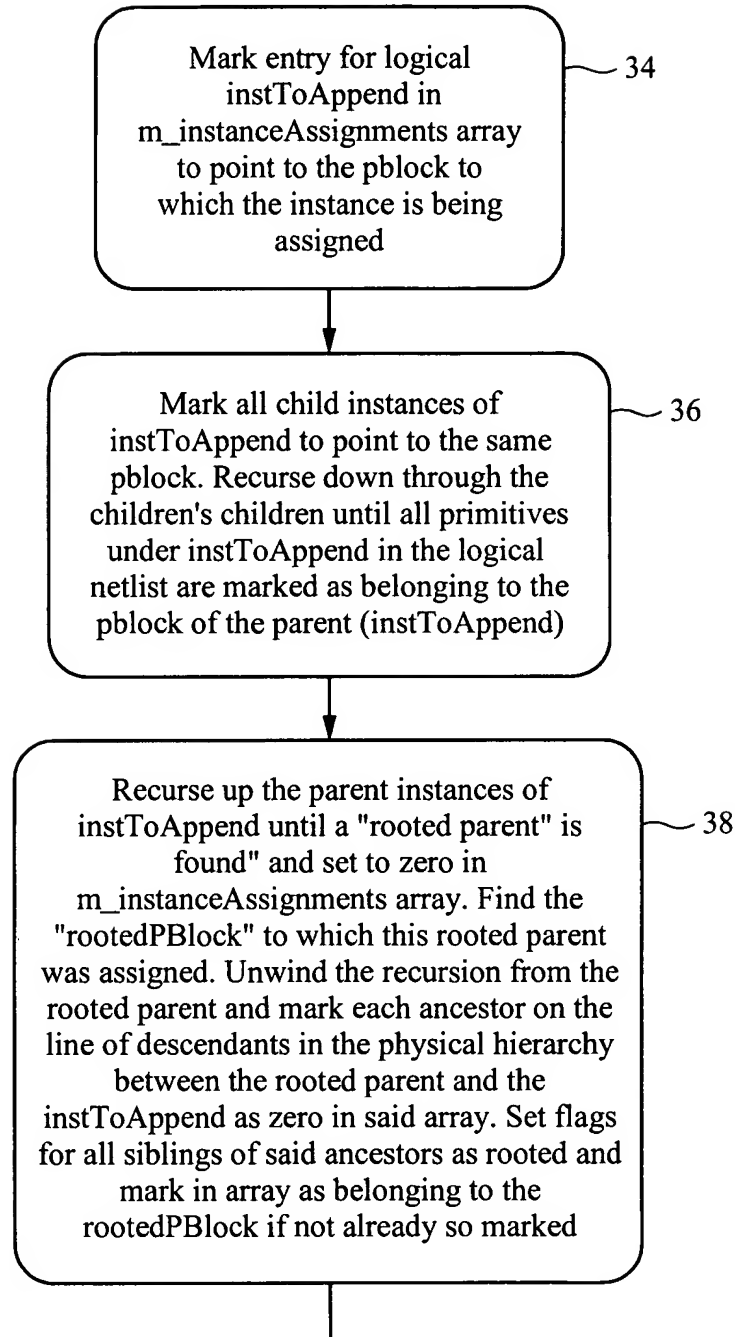 Mark entry for logical
instToAppend in
m_instanceAssignments array
to point to the pblock to
which the instance is being
assigned
34
Mark all child instances of
instToAppend to point to the same
pblock. Recurse down through the
children's children until all primitives
under instToAppend in the logical
netlist are marked as belonging to the
pblock of the parent (instToAppend)
36
Recurse up the parent instances of
instToAppend until a "rooted parent" is
found" and set to zero in
m_instanceAssignments array. Find the
"rootedPBlock" to which this rooted parent
was assigned. Unwind the recursion from the
rooted parent and mark each ancestor on the
line of descendants in the physical hierarchy
between the rooted parent and the
instToAppend as zero in said array. Set flags
for all siblings of said ancestors as rooted and
mark in array as belonging to the
rootedPBlock if not already so marked
38